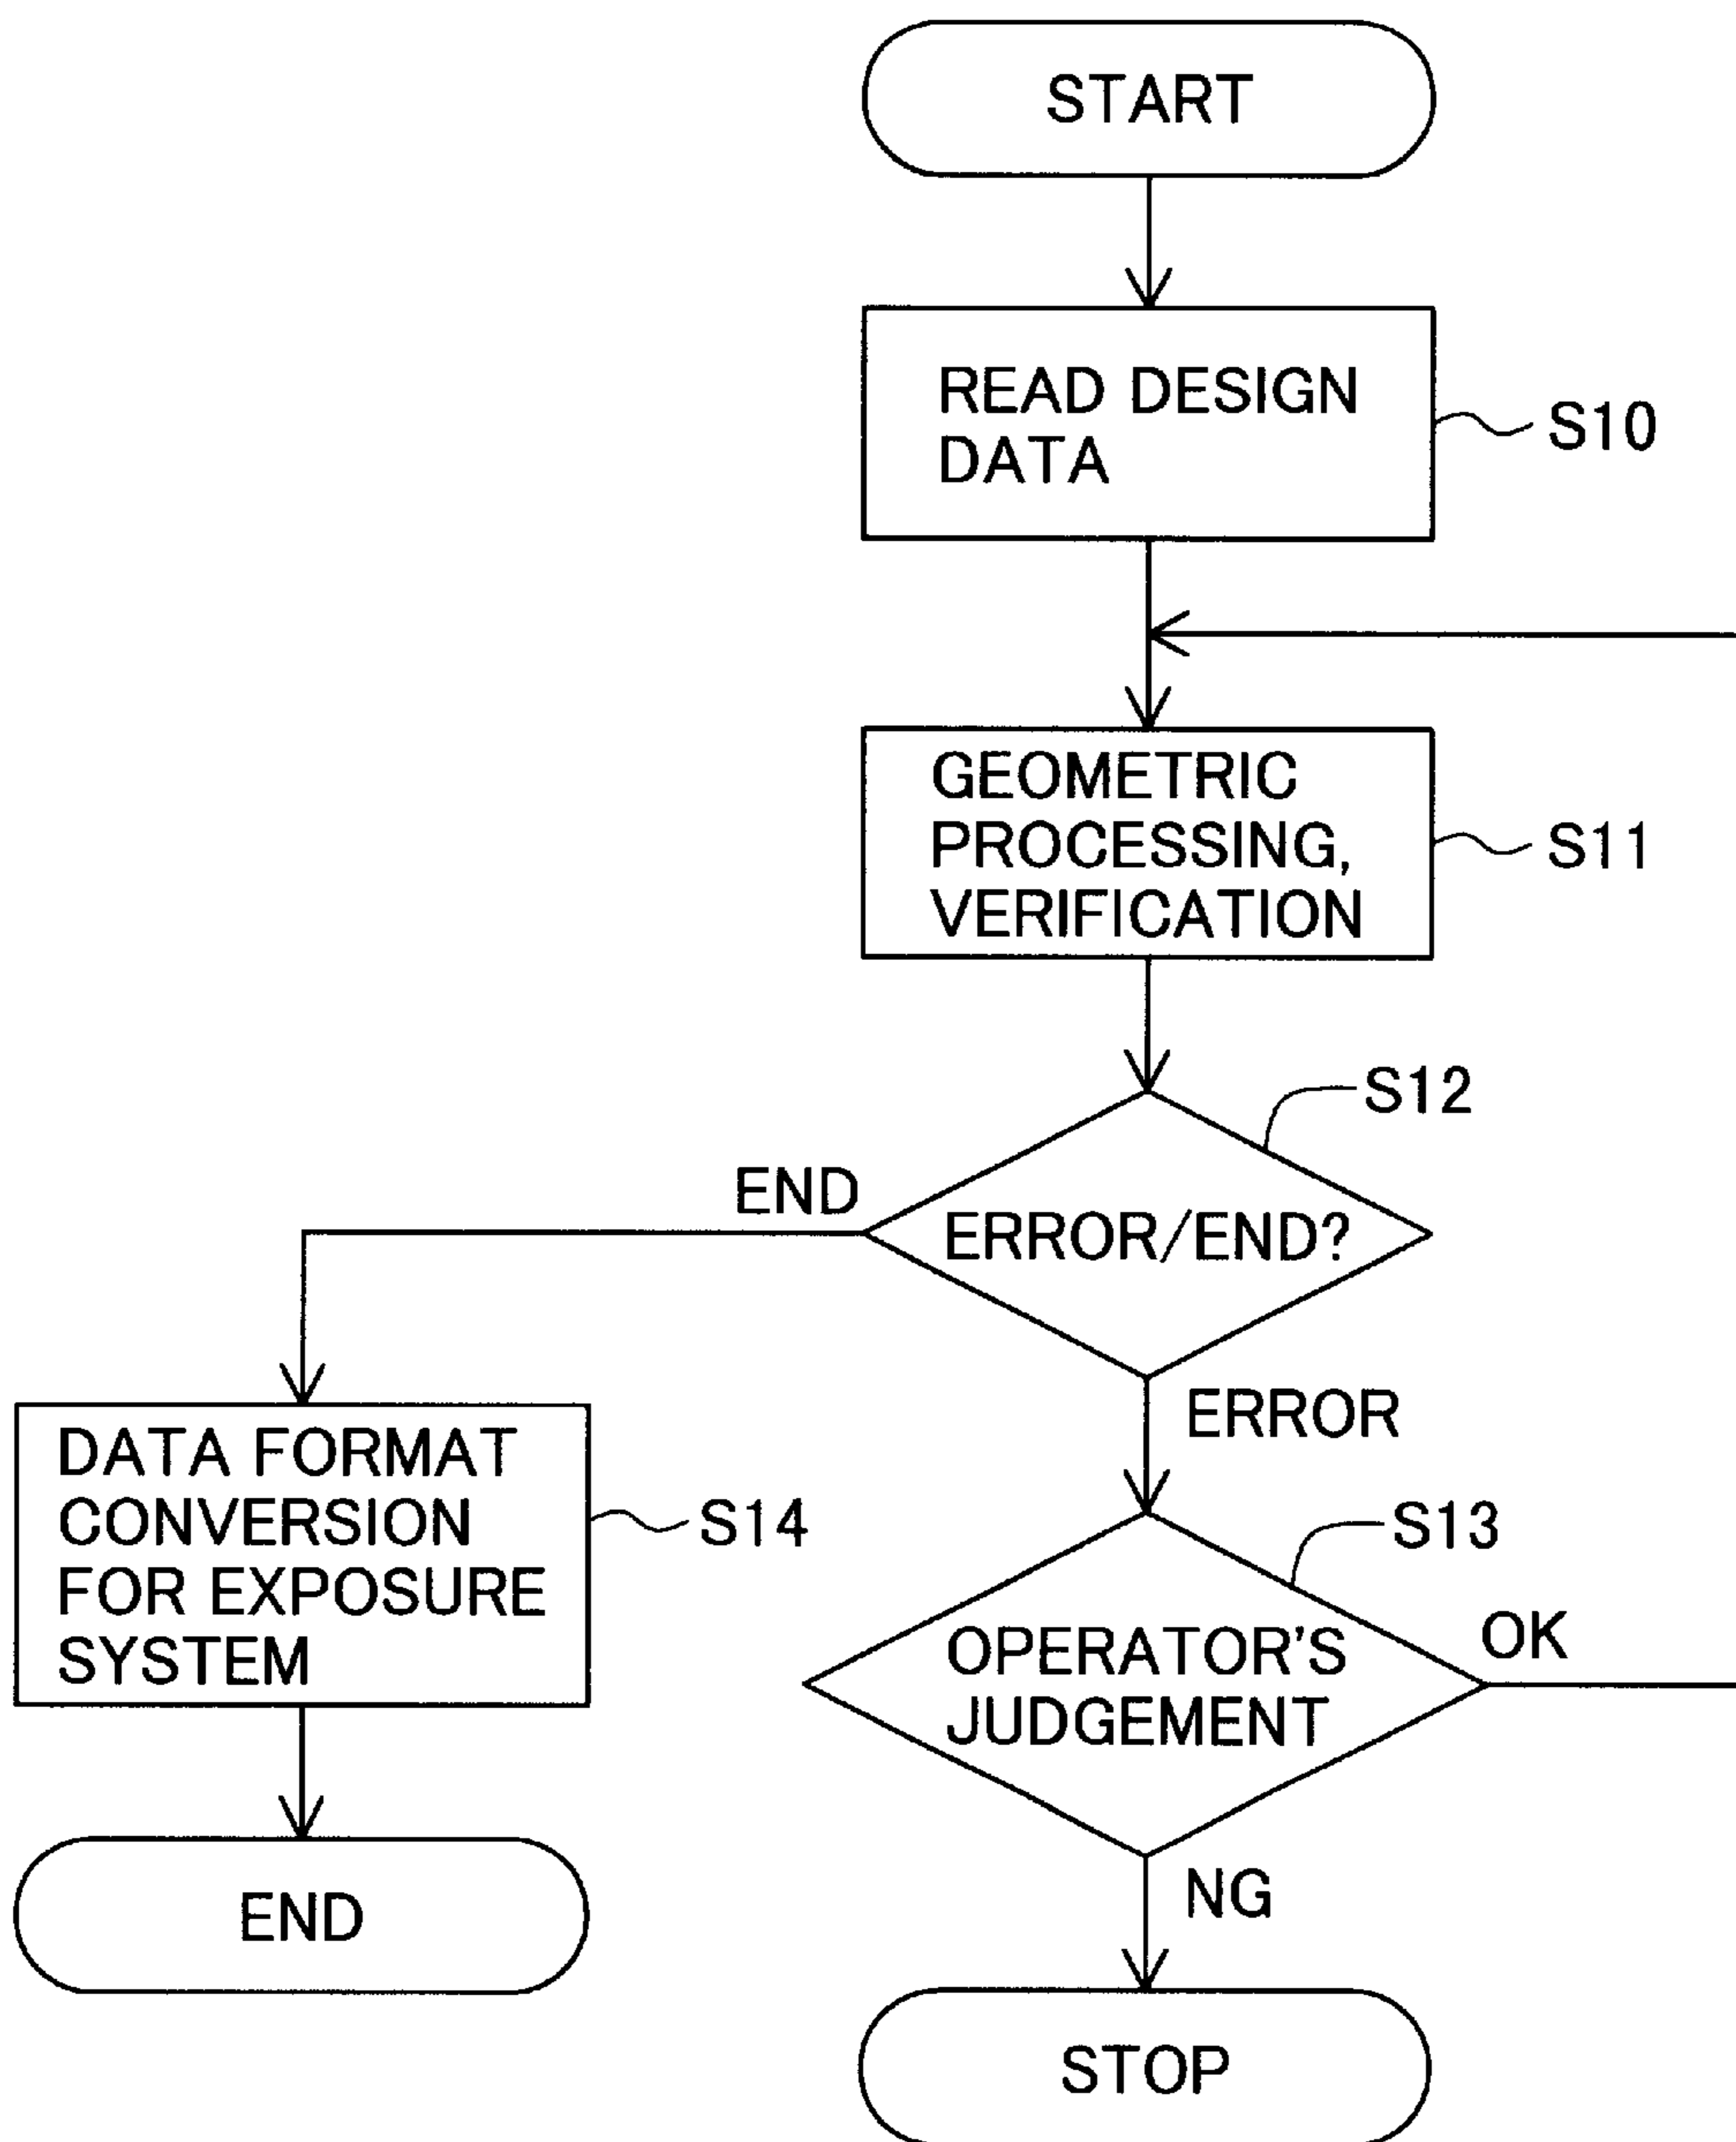 START
READ DESIGN
DATA
S10
GEOMETRIC
PROCESSING,
VERIFICATION
S11
S12
END
ERROR/END?
ERROR
DATA FORMAT
CONVERSION
FOR EXPOSURE
SYSTEM
S14
S13
OPERATOR'S
JUDGEMENT
OK
END
NG
STOP